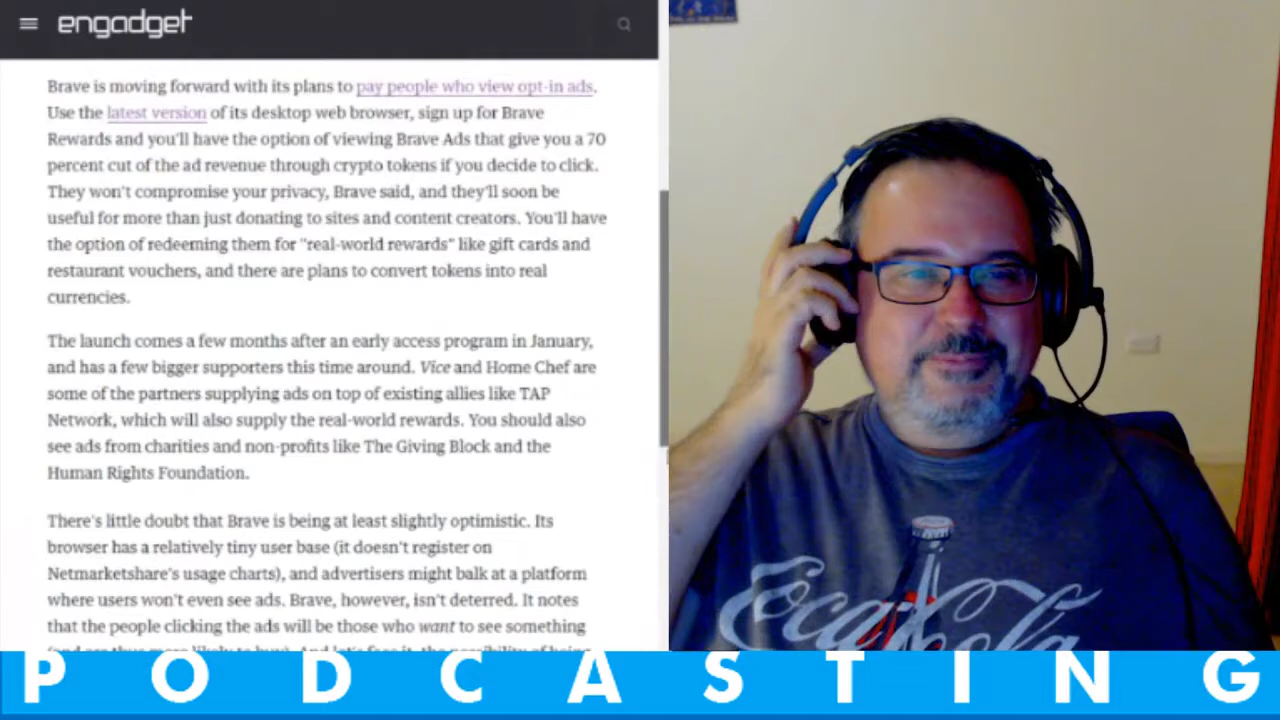 engadget
Brave is moving forward with its plans to pay people who view opt-in ads.
Use the latest version of its desktop web browser, sign up for Brave
Rewards and you'll have the option of viewing Brave Ads that give you a 70
percent cut of the ad revenue through crypto tokens if you decide to click.
They won't compromise your privacy, Brave said, and they'll soon be
useful for more than just donating to sites and content creators. You'll have
the option of redeeming them for "real-world rewards" like gift cards and
restaurant vouchers, and there are plans to convert tokens into real
currencies.
The launch comes a few months after an early access program in January,
and has a few bigger supporters this time around. Vice and Home Chef are
some of the partners supplying ads on top of existing allies like TAP
Network, which will also supply the real-world rewards. You should also
see ads from charities and non-profits like The Giving Block and the
Human Rights Foundation.
There's little doubt that Brave is being at least slightly optimistic. Its
browser has a relatively tiny user base (it doesn't register on
Netmarketshare's usage charts), and advertisers might balk at a platform
where users won't even see ads. Brave, however, isn't deterred. It notes
that the people clicking the ads will be those who want to see something
Coca-Cola
PODCASTING